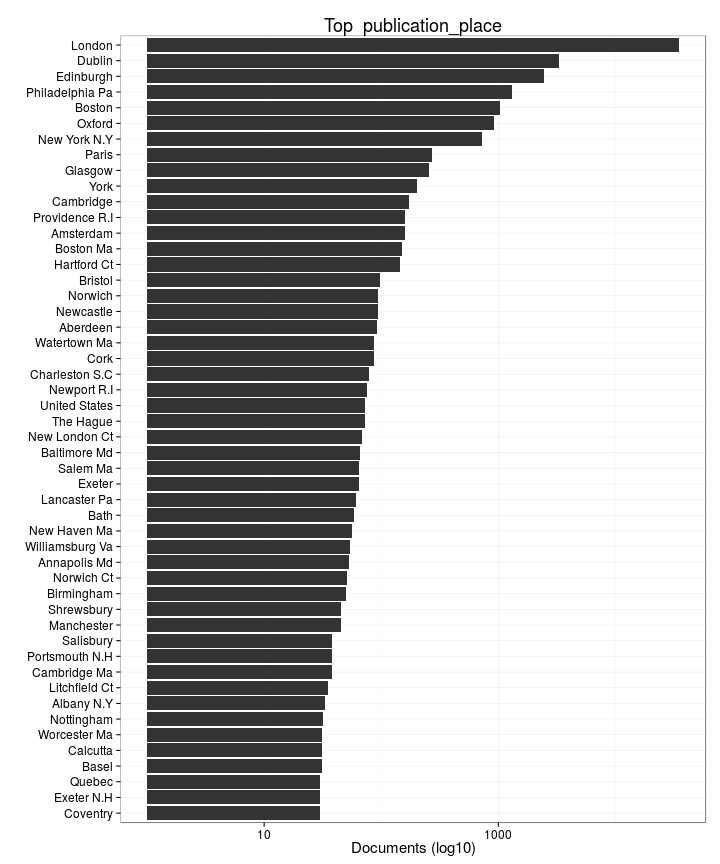 Top publication_place
London
Dublin
Edinburgh
Philadelphia Pa
Boston
Oxford
New York N.Y
Paris
Glasgow
York
Cambridge
Providence R.I
Amsterdam
Boston Ma
Hartford Ct
Bristol
Norwich
Newcastle
Aberdeen
Watertown Ma
Cork
Charleston S.C
Newport R.I
United States
The Hague
New London Ct
Baltimore Md
Salem Ma
Exeter
Lancaster Pa
Bath
New Haven Ma
Williamsburg Va
Annapolis Md
Norwich Ct
Birmingham
Shrewsbury
Manchester
Salisbury
Portsmouth N.H
Cambridge Ma
Litchfield Ct
Albany N.Y
Nottingham
Worcester Ma
Calcutta
Basel
Quebec
Exeter N.H
Coventry
10 1000
Documents (log10)